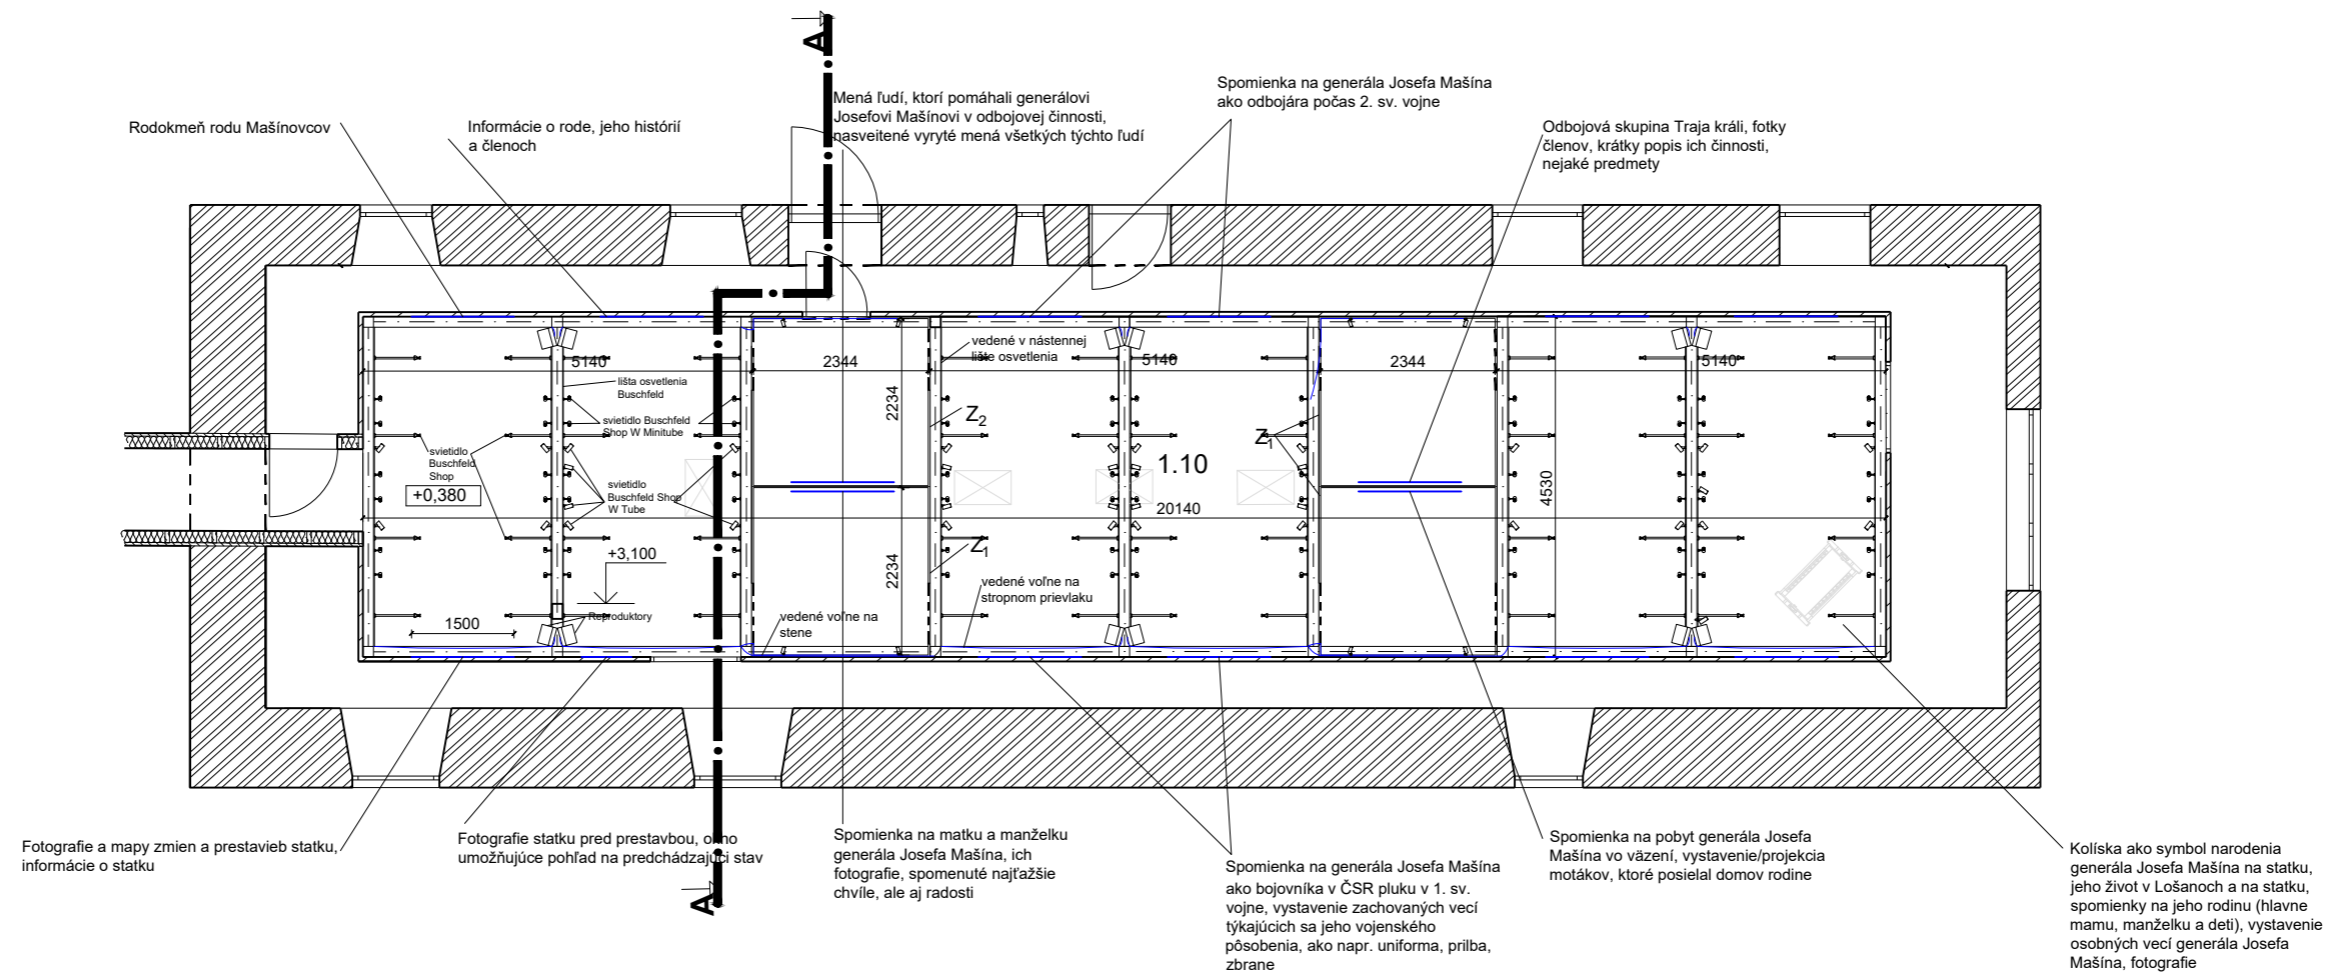 A
Mená ľudí, ktorí pomáhali generálovi
Josefovi Mašínovi v odbojovej činnosti,
nasveitené vyryté mená všetkých týchto ľudí
Spomienka na generála Josefa Mašína
ako odbojára počas 2. sv. vojne
Rodokmeň rodu Mašínovcov
Informácie o rode, jeho histórií
a členoch
Odbojová skupina Traja králi, fotky
členov, krátky popis ich činnosti,
nejaké predmety
vedené v nástennej
lište osvetlenia
5140
2344
5140
2344
5140
lišta osvetlenia
Buschfeld
2234
svietidlo Buschfeld
Shop W Minitube
Z2
Z1
svietidlo
Buschfeld
Shop
1.10
+0,380
svietidlo
Buschfeld Shop
W Tube
20140
4530
+3,100
Z1
2234
vedené voľne na
stropnom prievlaku
1500
Reproduktory
vedené voľne na
stene
Fotografie a mapy zmien a prestavieb statku,
informácie o statku
Fotografie statku pred prestavbou, okno
umožňujúce pohľad na predchádzajúci stav
Spomienka na matku a manželku
generála Josefa Mašína, ich
fotografie, spomenuté najťažšie
chvíle, ale aj radosti
A
Spomienka na generála Josefa Mašína
ako bojovníka v ČSR pluku v 1. sv.
vojne, vystavenie zachovaných vecí
týkajúcich sa jeho vojenského
pôsobenia, ako napr. uniforma, prilba,
zbrane
Spomienka na pobyt generála Josefa
Mašína vo väzení, vystavenie/projekcia
motákov, ktoré posielal domov rodine
Kolíska ako symbol narodenia
generála Josefa Mašína na statku,
jeho život v Lošanoch a na statku,
spomienky na jeho rodinu (hlavne
mamu, manželku a deti), vystavenie
osobných vecí generála Josefa
Mašína, fotografie